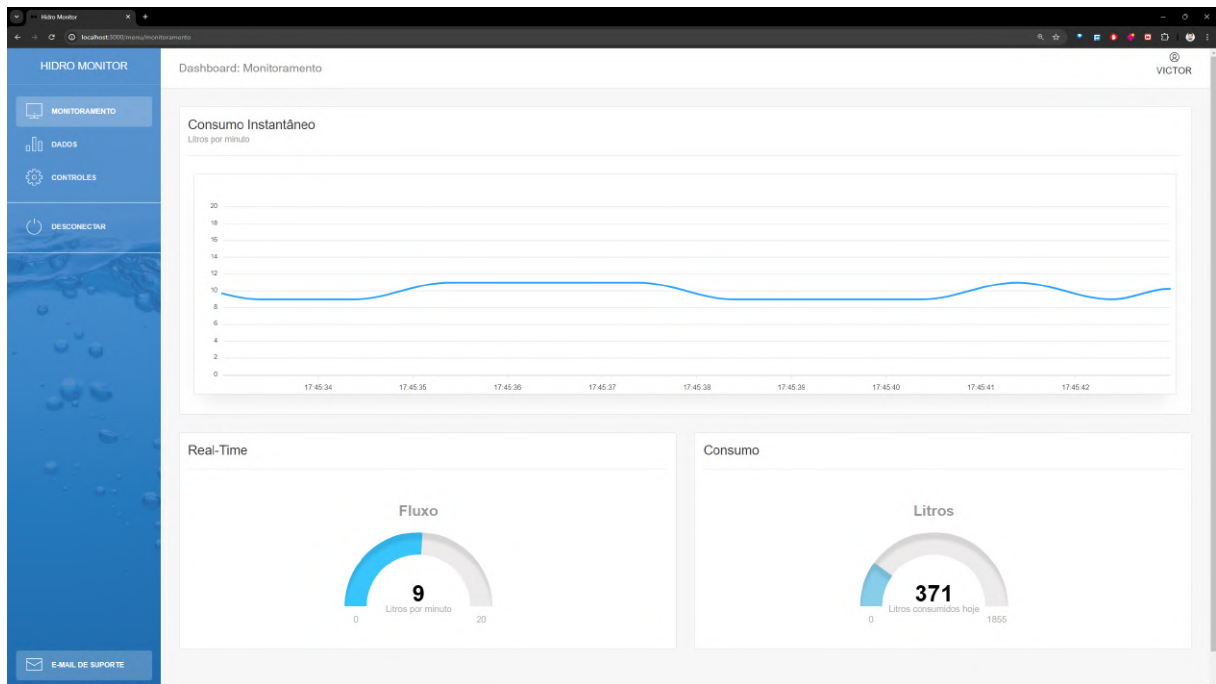 Hidro Monitor
localhost:3000/menu/monitoramento
HIDRO MONITOR
Dashboard: Monitoramento
VICTOR
MONITORAMENTO
DADOS
CONTROLES
DESCONECTAR
E-MAIL DE SUPORTE
Consumo Instantâneo
Litros por minuto
20
18
16
14
12
10
8
6
4
2
0
17:45:34 17:45:35 17:45:36 17:45:37 17:45:38 17:45:39 17:45:40 17:45:41 17:45:42
Real-Time
Fluxo
9
Litros por minuto
0 20
Consumo
Litros
371
Litros consumidos hoje
0 1855